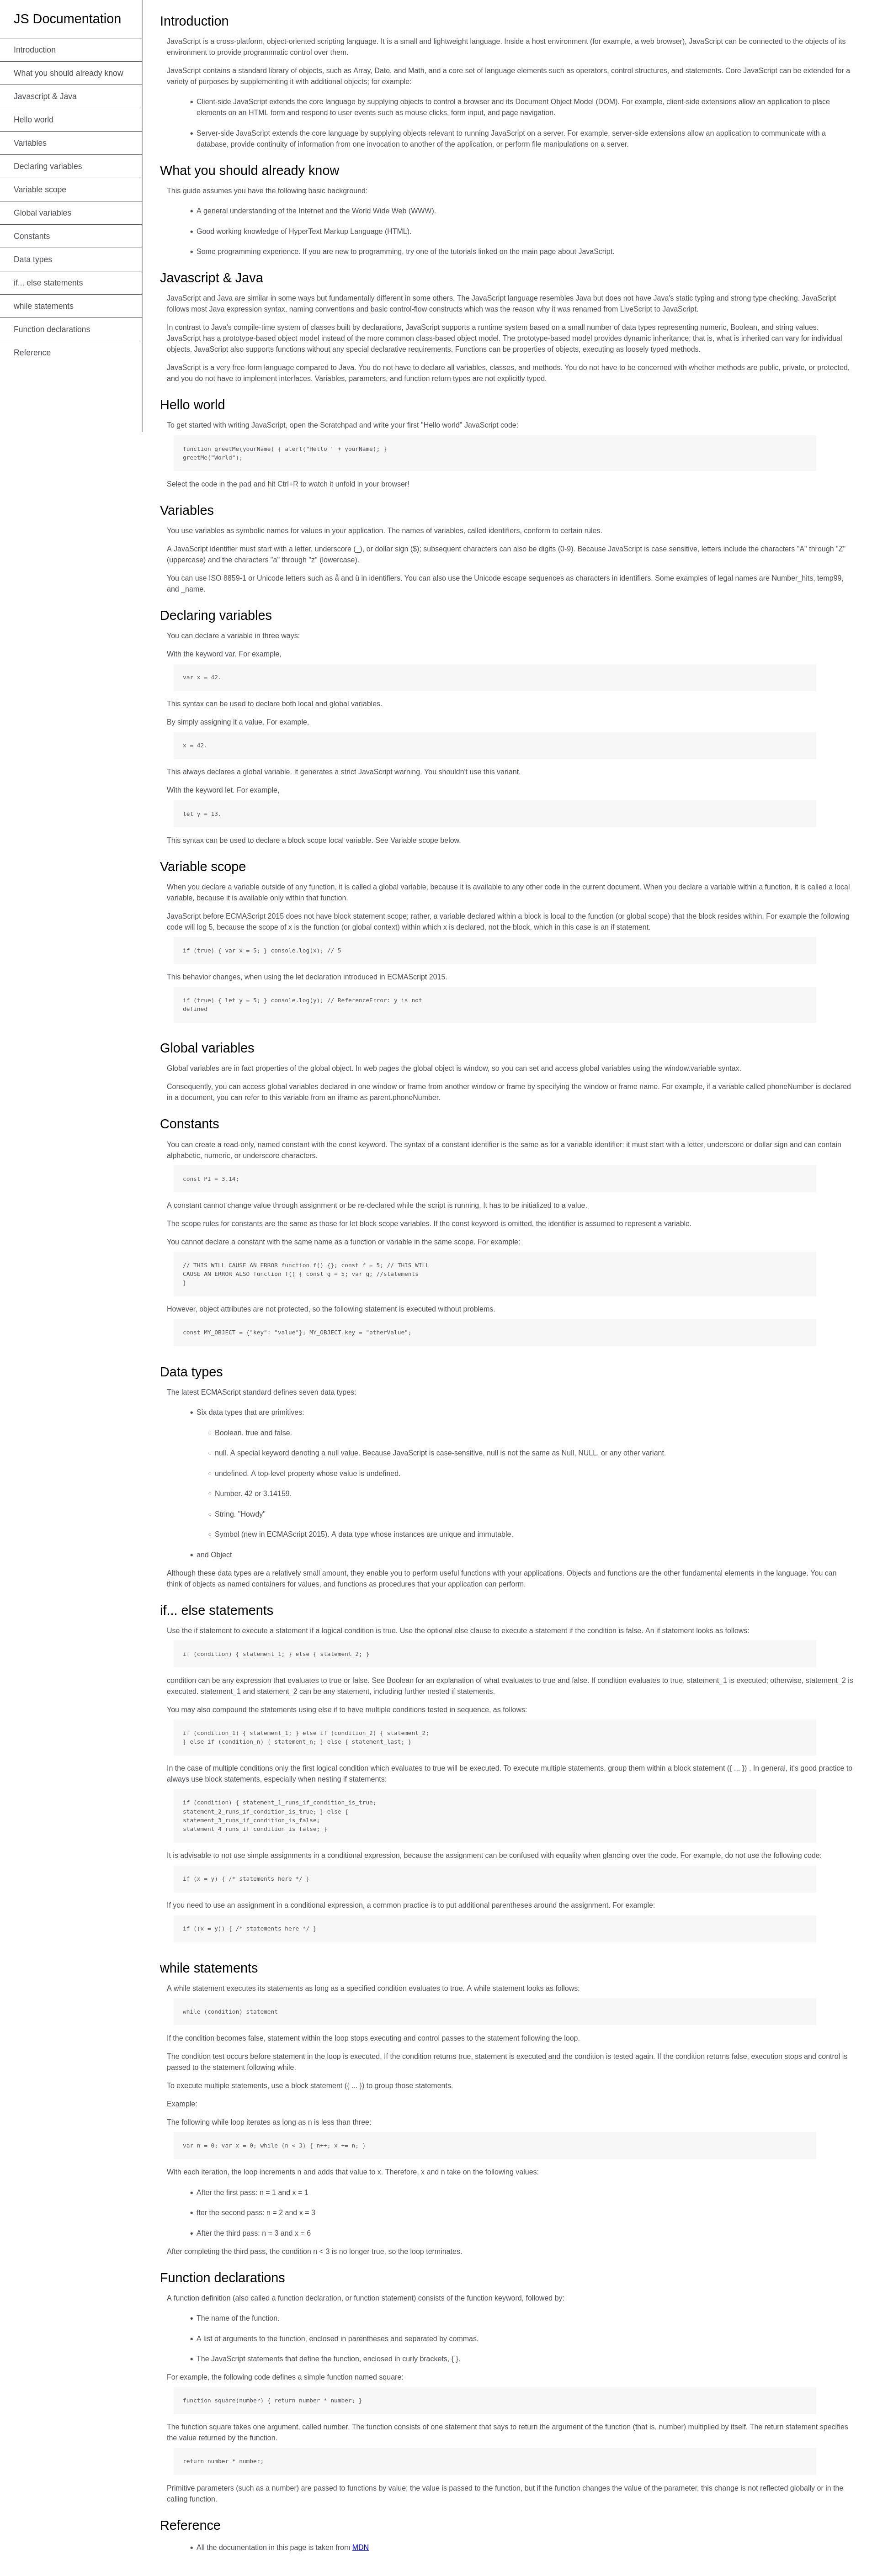 JS Documentation
Introduction
What you should already know
Javascript & Java
Hello world
Variables
Declaring variables
Variable scope
Global variables
Constants
Data types
if... else statements
while statements
Function declarations
Reference
Introduction
JavaScript is a cross-platform, object-oriented scripting language. It is a small and lightweight language. Inside a host environment (for example, a web browser), JavaScript can be connected to the objects of its
environment to provide programmatic control over them.
JavaScript contains a standard library of objects, such as Array, Date, and Math, and a core set of language elements such as operators, control structures, and statements. Core JavaScript can be extended for a
variety of purposes by supplementing it with additional objects; for example:
• Client-side JavaScript extends the core language by supplying objects to control a browser and its Document Object Model (DOM). For example, client-side extensions allow an application to place
elements on an HTML form and respond to user events such as mouse clicks, form input, and page navigation.
• Server-side JavaScript extends the core language by supplying objects relevant to running JavaScript on a server. For example, server-side extensions allow an application to communicate with a
database, provide continuity of information from one invocation to another of the application, or perform file manipulations on a server.
What you should already know
This guide assumes you have the following basic background:
• A general understanding of the Internet and the World Wide Web (WWW).
• Good working knowledge of HyperText Markup Language (HTML).
• Some programming experience. If you are new to programming, try one of the tutorials linked on the main page about JavaScript.
Javascript & Java
JavaScript and Java are similar in some ways but fundamentally different in some others. The JavaScript language resembles Java but does not have Java's static typing and strong type checking. JavaScript
follows most Java expression syntax, naming conventions and basic control-flow constructs which was the reason why it was renamed from LiveScript to JavaScript.
In contrast to Java's compile-time system of classes built by declarations, JavaScript supports a runtime system based on a small number of data types representing numeric, Boolean, and string values.
JavaScript has a prototype-based object model instead of the more common class-based object model. The prototype-based model provides dynamic inheritance; that is, what is inherited can vary for individual
objects. JavaScript also supports functions without any special declarative requirements. Functions can be properties of objects, executing as loosely typed methods.
JavaScript is a very free-form language compared to Java. You do not have to declare all variables, classes, and methods. You do not have to be concerned with whether methods are public, private, or protected,
and you do not have to implement interfaces. Variables, parameters, and function return types are not explicitly typed.
Hello world
To get started with writing JavaScript, open the Scratchpad and write your first "Hello world" JavaScript code:
function greetMe(yourName) { alert("Hello " + yourName); }
greetMe("World");
Select the code in the pad and hit Ctrl+R to watch it unfold in your browser!
Variables
You use variables as symbolic names for values in your application. The names of variables, called identifiers, conform to certain rules.
A JavaScript identifier must start with a letter, underscore (_), or dollar sign ($); subsequent characters can also be digits (0-9). Because JavaScript is case sensitive, letters include the characters "A" through "Z"
(uppercase) and the characters "a" through "z" (lowercase).
You can use ISO 8859-1 or Unicode letters such as å and ü in identifiers. You can also use the Unicode escape sequences as characters in identifiers. Some examples of legal names are Number_hits, temp99,
and _name.
Declaring variables
You can declare a variable in three ways:
With the keyword var. For example,
var x = 42.
This syntax can be used to declare both local and global variables.
By simply assigning it a value. For example,
x = 42.
This always declares a global variable. It generates a strict JavaScript warning. You shouldn't use this variant.
With the keyword let. For example,
let y = 13.
This syntax can be used to declare a block scope local variable. See Variable scope below.
Variable scope
When you declare a variable outside of any function, it is called a global variable, because it is available to any other code in the current document. When you declare a variable within a function, it is called a local
variable, because it is available only within that function.
JavaScript before ECMAScript 2015 does not have block statement scope; rather, a variable declared within a block is local to the function (or global scope) that the block resides within. For example the following
code will log 5, because the scope of x is the function (or global context) within which x is declared, not the block, which in this case is an if statement.
if (true) { var x = 5; } console.log(x); // 5
This behavior changes, when using the let declaration introduced in ECMAScript 2015.
if (true) { let y = 5; } console.log(y); // ReferenceError: y is not
defined
Global variables
Global variables are in fact properties of the global object. In web pages the global object is window, so you can set and access global variables using the window.variable syntax.
Consequently, you can access global variables declared in one window or frame from another window or frame by specifying the window or frame name. For example, if a variable called phoneNumber is declared
in a document, you can refer to this variable from an iframe as parent.phoneNumber.
Constants
You can create a read-only, named constant with the const keyword. The syntax of a constant identifier is the same as for a variable identifier: it must start with a letter, underscore or dollar sign and can contain
alphabetic, numeric, or underscore characters.
const PI = 3.14;
A constant cannot change value through assignment or be re-declared while the script is running. It has to be initialized to a value.
The scope rules for constants are the same as those for let block scope variables. If the const keyword is omitted, the identifier is assumed to represent a variable.
You cannot declare a constant with the same name as a function or variable in the same scope. For example:
// THIS WILL CAUSE AN ERROR function f() {}; const f = 5; // THIS WILL
CAUSE AN ERROR ALSO function f() { const g = 5; var g; //statements
}
However, object attributes are not protected, so the following statement is executed without problems.
const MY_OBJECT = {"key": "value"}; MY_OBJECT.key = "otherValue";
Data types
The latest ECMAScript standard defines seven data types:
• Six data types that are primitives:
◦ Boolean. true and false.
◦ null. A special keyword denoting a null value. Because JavaScript is case-sensitive, null is not the same as Null, NULL, or any other variant.
◦ undefined. A top-level property whose value is undefined.
◦ Number. 42 or 3.14159.
◦ String. "Howdy"
◦ Symbol (new in ECMAScript 2015). A data type whose instances are unique and immutable.
• and Object
Although these data types are a relatively small amount, they enable you to perform useful functions with your applications. Objects and functions are the other fundamental elements in the language. You can
think of objects as named containers for values, and functions as procedures that your application can perform.
if... else statements
Use the if statement to execute a statement if a logical condition is true. Use the optional else clause to execute a statement if the condition is false. An if statement looks as follows:
if (condition) { statement_1; } else { statement_2; }
condition can be any expression that evaluates to true or false. See Boolean for an explanation of what evaluates to true and false. If condition evaluates to true, statement_1 is executed; otherwise, statement_2 is
executed. statement_1 and statement_2 can be any statement, including further nested if statements.
You may also compound the statements using else if to have multiple conditions tested in sequence, as follows:
if (condition_1) { statement_1; } else if (condition_2) { statement_2;
} else if (condition_n) { statement_n; } else { statement_last; }
In the case of multiple conditions only the first logical condition which evaluates to true will be executed. To execute multiple statements, group them within a block statement ({ ... }) . In general, it's good practice to
always use block statements, especially when nesting if statements:
if (condition) { statement_1_runs_if_condition_is_true;
statement_2_runs_if_condition_is_true; } else {
statement_3_runs_if_condition_is_false;
statement_4_runs_if_condition_is_false; }
It is advisable to not use simple assignments in a conditional expression, because the assignment can be confused with equality when glancing over the code. For example, do not use the following code:
if (x = y) { /* statements here */ }
If you need to use an assignment in a conditional expression, a common practice is to put additional parentheses around the assignment. For example:
if ((x = y)) { /* statements here */ }
while statements
A while statement executes its statements as long as a specified condition evaluates to true. A while statement looks as follows:
while (condition) statement
If the condition becomes false, statement within the loop stops executing and control passes to the statement following the loop.
The condition test occurs before statement in the loop is executed. If the condition returns true, statement is executed and the condition is tested again. If the condition returns false, execution stops and control is
passed to the statement following while.
To execute multiple statements, use a block statement ({ ... }) to group those statements.
Example:
The following while loop iterates as long as n is less than three:
var n = 0; var x = 0; while (n < 3) { n++; x += n; }
With each iteration, the loop increments n and adds that value to x. Therefore, x and n take on the following values:
• After the first pass: n = 1 and x = 1
• fter the second pass: n = 2 and x = 3
• After the third pass: n = 3 and x = 6
After completing the third pass, the condition n < 3 is no longer true, so the loop terminates.
Function declarations
A function definition (also called a function declaration, or function statement) consists of the function keyword, followed by:
• The name of the function.
• A list of arguments to the function, enclosed in parentheses and separated by commas.
• The JavaScript statements that define the function, enclosed in curly brackets, { }.
For example, the following code defines a simple function named square:
function square(number) { return number * number; }
The function square takes one argument, called number. The function consists of one statement that says to return the argument of the function (that is, number) multiplied by itself. The return statement specifies
the value returned by the function.
return number * number;
Primitive parameters (such as a number) are passed to functions by value; the value is passed to the function, but if the function changes the value of the parameter, this change is not reflected globally or in the
calling function.
Reference
• All the documentation in this page is taken from MDN